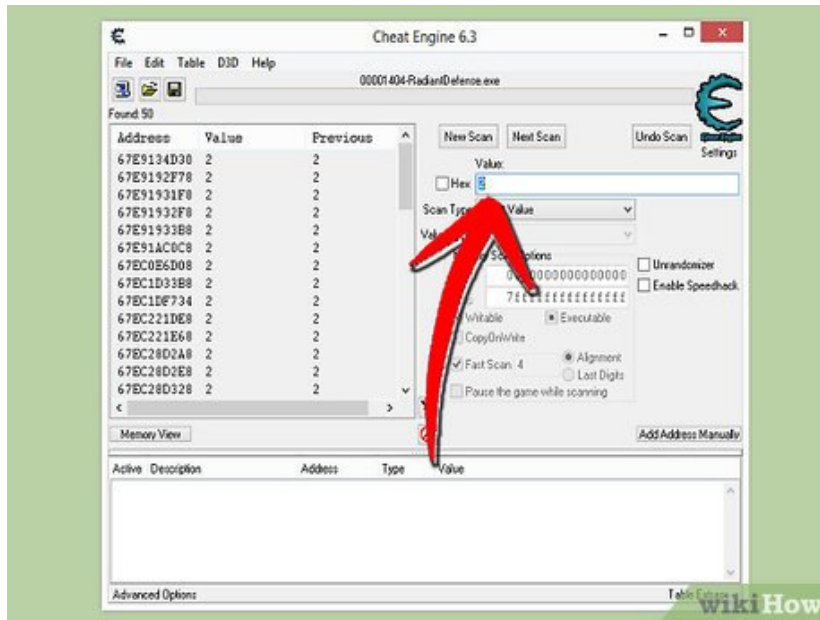 Cheat Engine 6.3
File Edit Table D3D Help
00001404-RadiantDefence.exe
Found: 50
Address Value Previous
New Scan Next Scan Undo Scan
Settings
Value:
Hex
67E9134D30 2 2
67E9192F78 2 2
67E91931F8 2 2
67E91932F8 2 2
67E91933B8 2 2
67E91AC0C8 2 2
67EC0E6D08 2 2
67EC1D33B8 2 2
67EC1DF734 2 2
67EC221DE8 2 2
67EC221E68 2 2
67EC28D2A8 2 2
67EC28D2E8 2 2
67EC28D328 2 2
Scan Type Value
Unrandomizer
Enable Speedhack
7fffffffffffffff
Writable Executable
CopyOnWrite
Fast Scan 4 Alignment
Last Digits
Pause the game while scanning
Memory View Add Address Manually
Active Description Address Type Value
Advanced Options
wikiHow